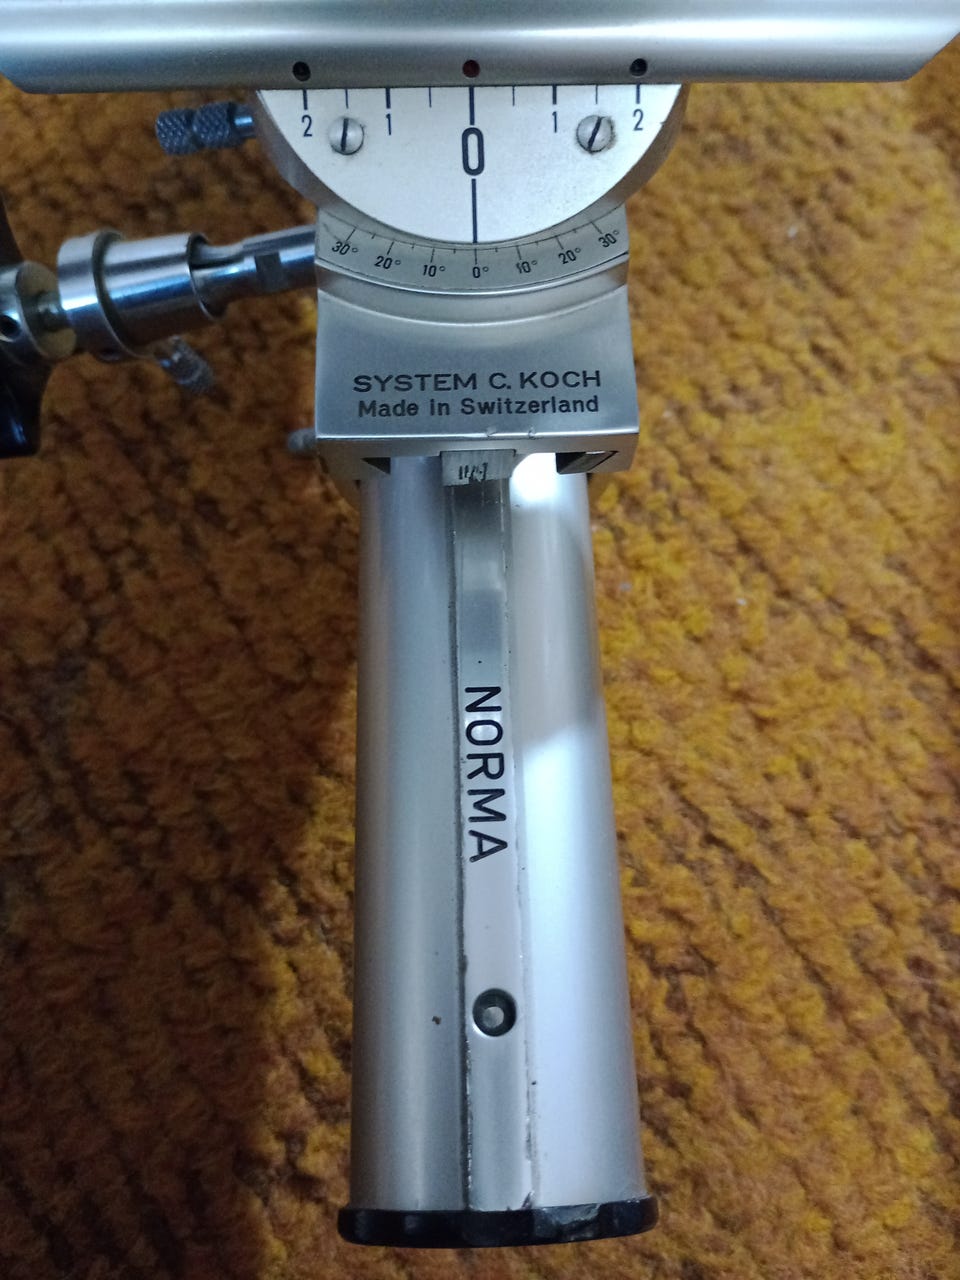 2 1 0 1 2
30° 20° 10° 0° 10° 20° 30°
SYSTEM C. KOCH
Made in Switzerland
NORMA